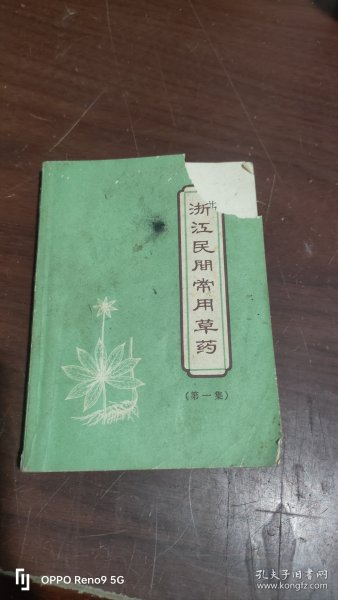 浙江民间常用草药
(第一集)
OPPO Reno9 5G
孔夫子旧书网
www.kongfz.com